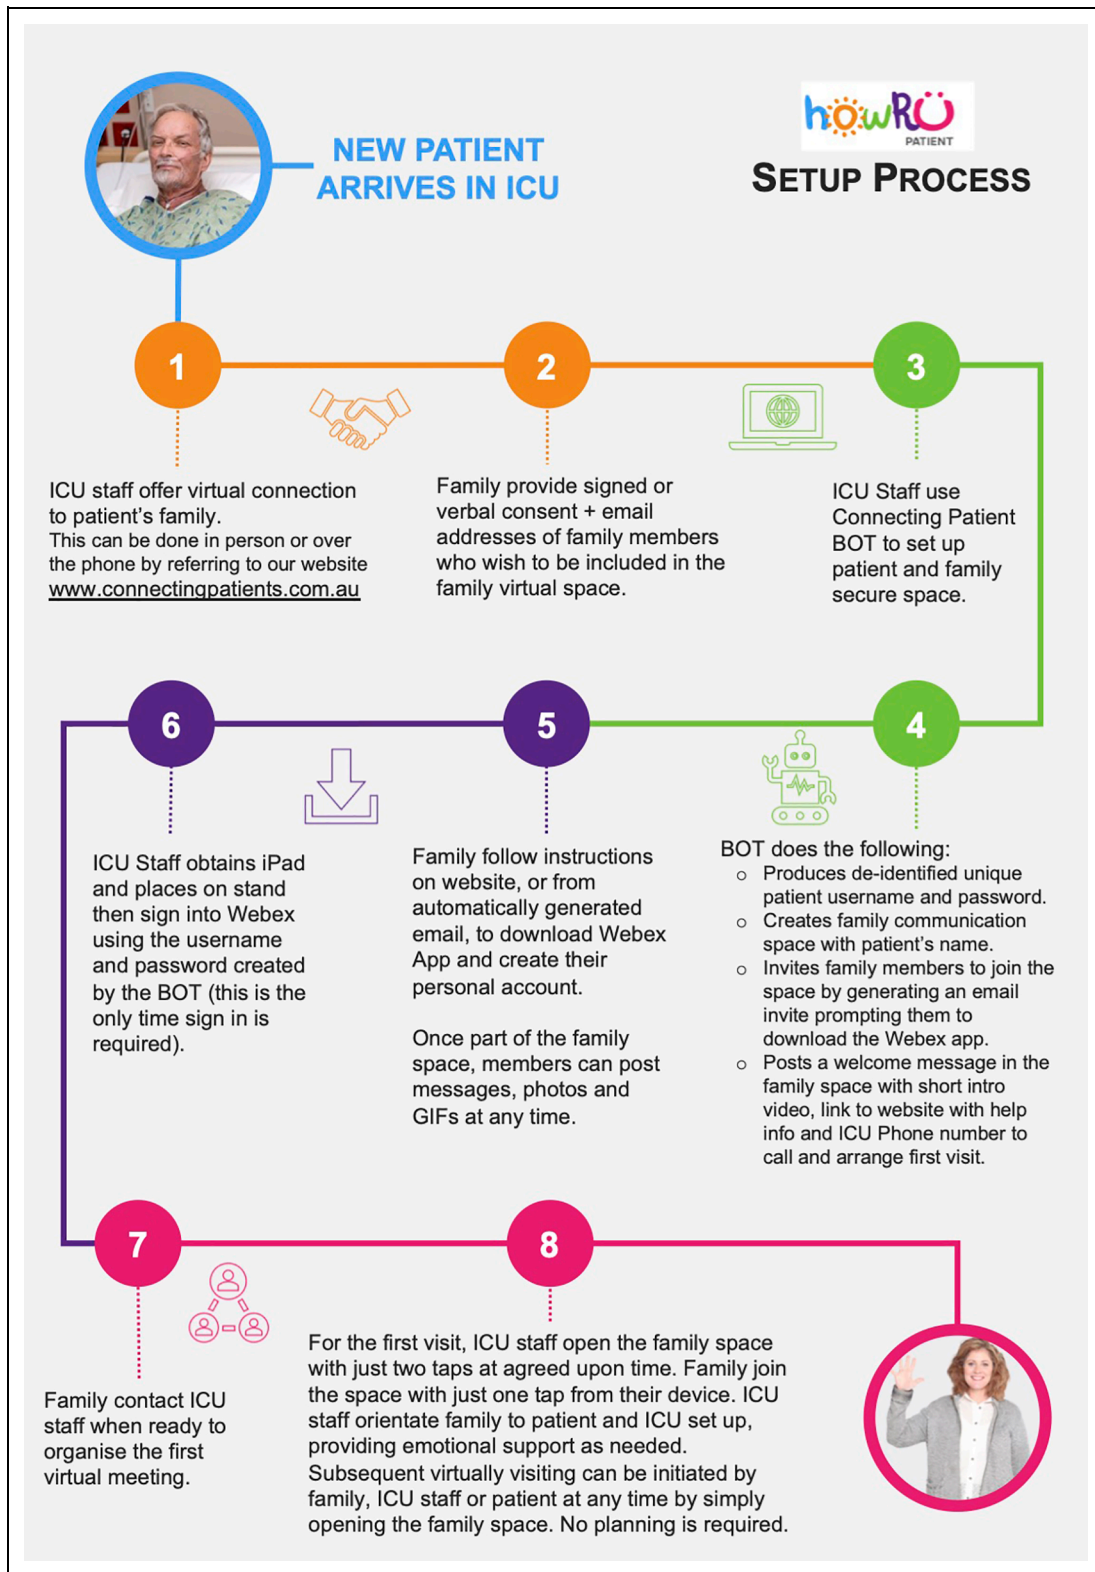 NEW PATIENT
ARRIVES IN ICU
howRÜ
PATIENT
SETUP PROCESS
1
2
3
ICU staff offer virtual connection
to patient's family.
This can be done in person or over
the phone by referring to our website
www.connectingpatients.com.au
Family provide signed or
verbal consent + email
addresses of family members
who wish to be included in the
family virtual space.
ICU Staff use
Connecting Patient
BOT to set up
patient and family
secure space.
4
BOT does the following:
o Produces de-identified unique
patient username and password.
o Creates family communication
space with patient's name.
o Invites family members to join the
space by generating an email
invite prompting them to
download the Webex app.
o Posts a welcome message in the
family space with short intro
video, link to website with help
info and ICU Phone number to
call and arrange first visit.
5
Family follow instructions
on website, or from
automatically generated
email, to download Webex
App and create their
personal account.
Once part of the family
space, members can post
messages, photos and
GIFs at any time.
6
ICU Staff obtains iPad
and places on stand
then sign into Webex
using the username
and password created
by the BOT (this is the
only time sign in is
required).
7
Family contact ICU
staff when ready to
organise the first
virtual meeting.
8
For the first visit, ICU staff open the family space
with just two taps at agreed upon time. Family join
the space with just one tap from their device. ICU
staff orientate family to patient and ICU set up,
providing emotional support as needed.
Subsequent virtually visiting can be initiated by
family, ICU staff or patient at any time by simply
opening the family space. No planning is required.